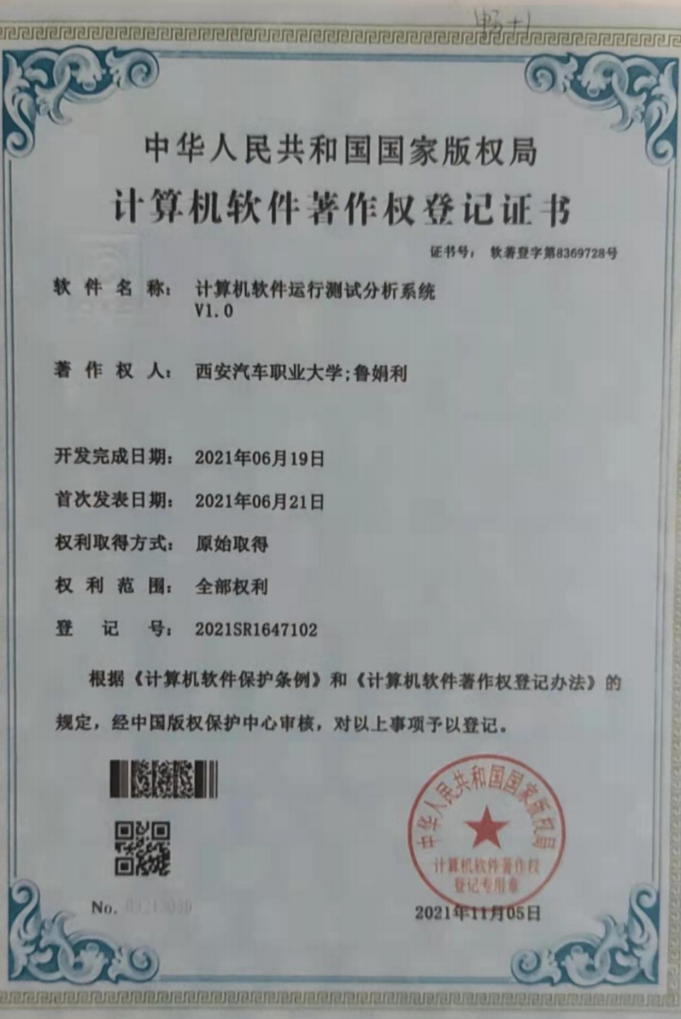 中华人民共和国国家版权局
计算机软件著作权登记证书
证书号： 软著登字第8369728号
软件名称： 计算机软件运行测试分析系统
V1.0
著作权人： 西安汽车职业大学;鲁娟利
开发完成日期： 2021年06月19日
首次发表日期： 2021年06月21日
权利取得方式： 原始取得
权利范围： 全部权利
登记号： 2021SR1647102
根据《计算机软件保护条例》和《计算机软件著作权登记办法》的
规定，经中国版权保护中心审核，对以上事项予以登记。
中华人民共和国国家版权局
计算机软件著作权
登记专用章
No.
2021年11月05日